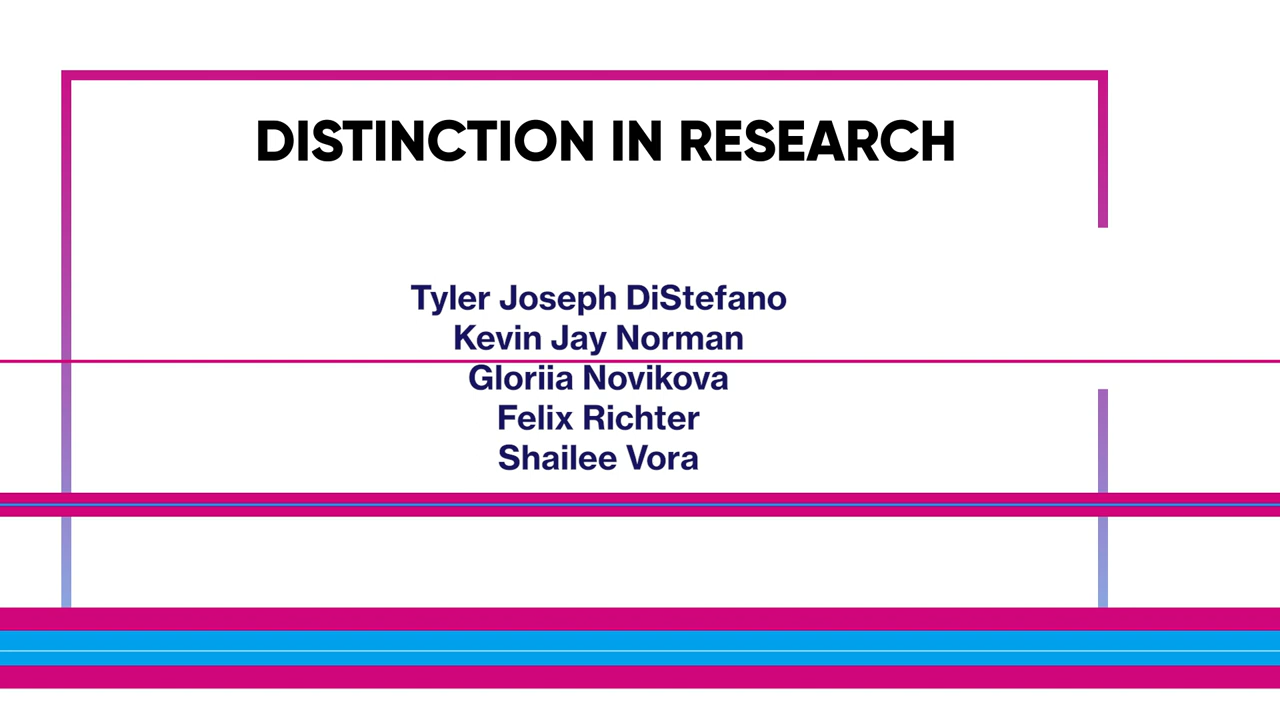 DISTINCTION IN RESEARCH
Tyler Joseph DiStefano
Kevin Jay Norman
Gloriia Novikova
Felix Richter
Shailee Vora